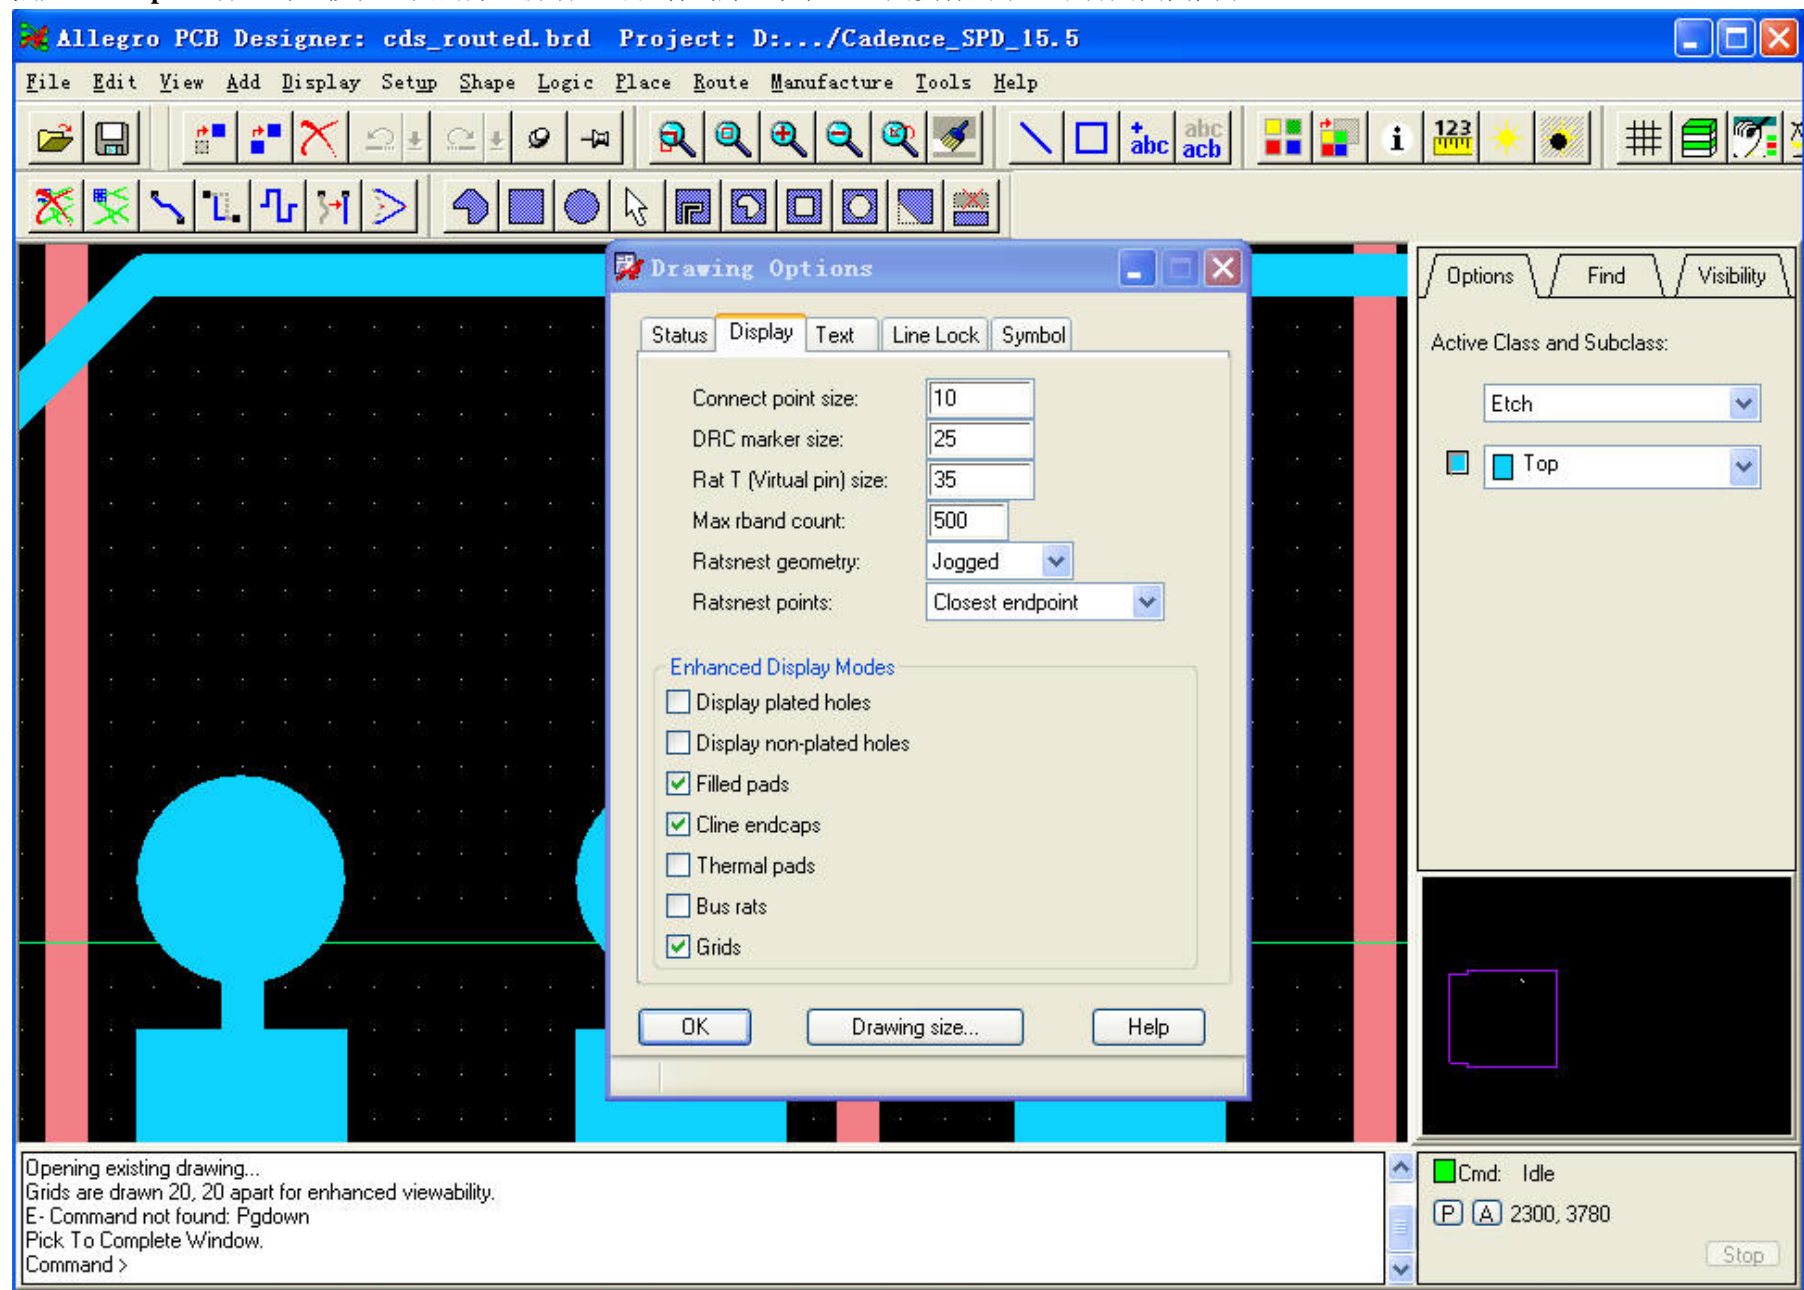 Allegro PCB Designer: cds_routed.brd Project: D:.../Cadence_SPD_15.5
File Edit View Add Display Setup Shape Logic Place Route Manufacture Tools Help
+abc abc acb i 123
Drawing Options
Options Find Visibility
Status Display Text Line Lock Symbol
Active Class and Subclass:
Connect point size: 10
Etch
DRC marker size: 25
Top
Rat T (Virtual pin) size: 35
Max rband count: 500
Ratsnest geometry: Jogged
Ratsnest points: Closest endpoint
Enhanced Display Modes
Display plated holes
Display non-plated holes
Filled pads
Cline endcaps
Thermal pads
Bus rats
Grids
OK Drawing size... Help
Opening existing drawing...
Grids are drawn 20, 20 apart for enhanced viewability.
E- Command not found: Pgdown
Pick To Complete Window.
Command >
Cmd: Idle
P A 2300, 3780
Stop